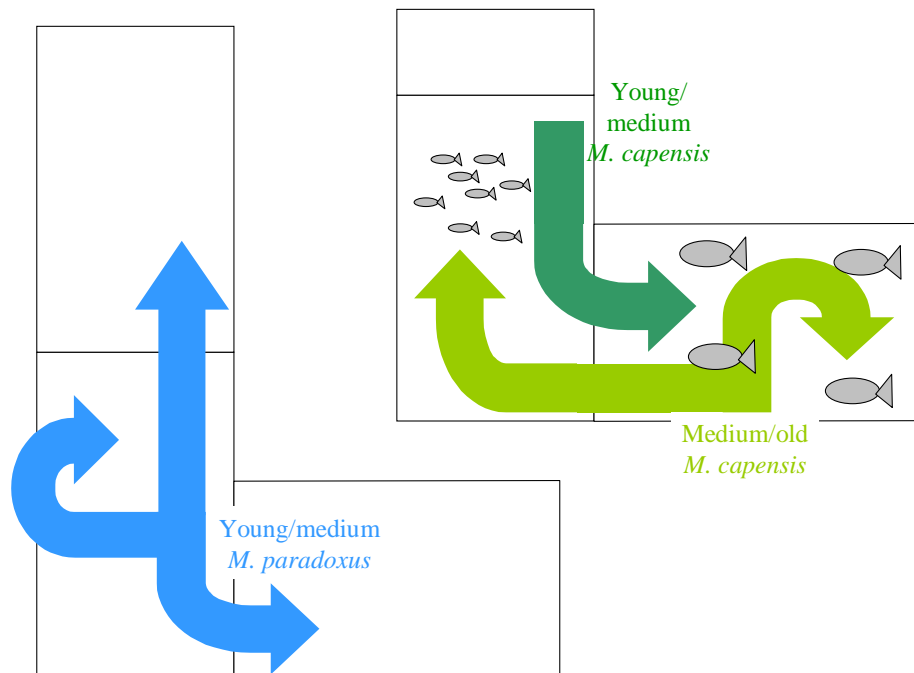 Young/
medium
M. capensis
Medium/old
M. capensis
Young/medium
M. paradoxus